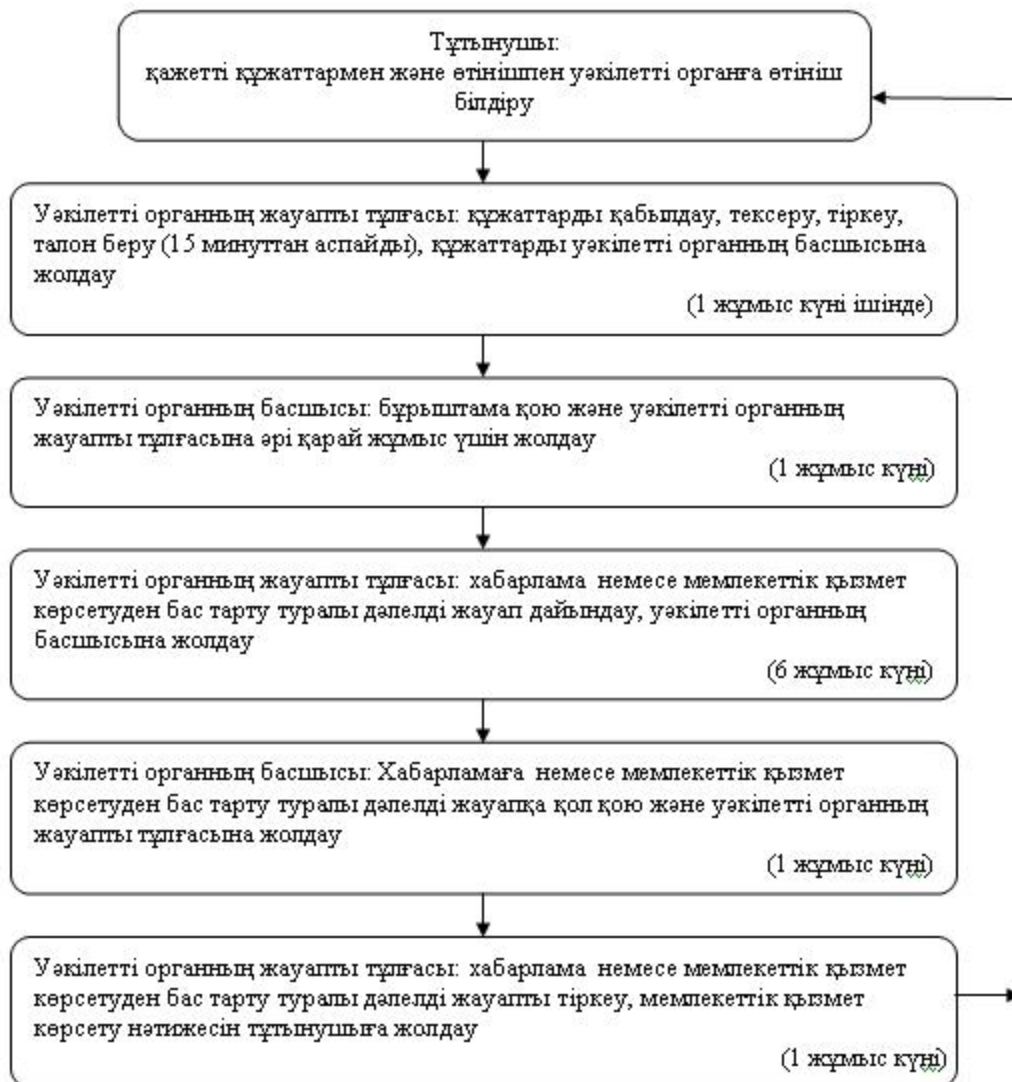 Тұтынушы:
қажетті құжаттармен және өтінішпен уәкілетті органға өтініш
білдіру
Уәкілетті органның жауапты тұлғасы: құжаттарды қабылдау, тексеру, тіркеу,
талон беру (15 минуттан аспайды), құжаттарды уәкілетті органның басшысына
жолдау
(1 жұмыс күні ішінде)
Уәкілетті органның басшысы: бұрыштама қою және уәкілетті органның
жауапты тұлғасына әрі қарай жұмыс үшін жолдау
(1 жұмыс күні)
Уәкілетті органның жауапты тұлғасы: хабарлама немесе мемлекеттік қызмет
көрсетуден бас тарту туралы дәлелді жауап дайындау, уәкілетті органның
басшысына жолдау
(6 жұмыс күні)
Уәкілетті органның басшысы: Хабарламаға немесе мемлекеттік қызмет
көрсетуден бас тарту туралы дәлелді жауапқа қол қою және уәкілетті органның
жауапты тұлғасына жолдау
(1 жұмыс күні)
Уәкілетті органның жауапты тұлғасы: хабарлама немесе мемлекеттік қызмет
көрсетуден бас тарту туралы дәлелді жауапты тіркеу, мемлекеттік қызмет
көрсету нәтижесін тұтынушыға жолдау
(1 жұмыс күні)